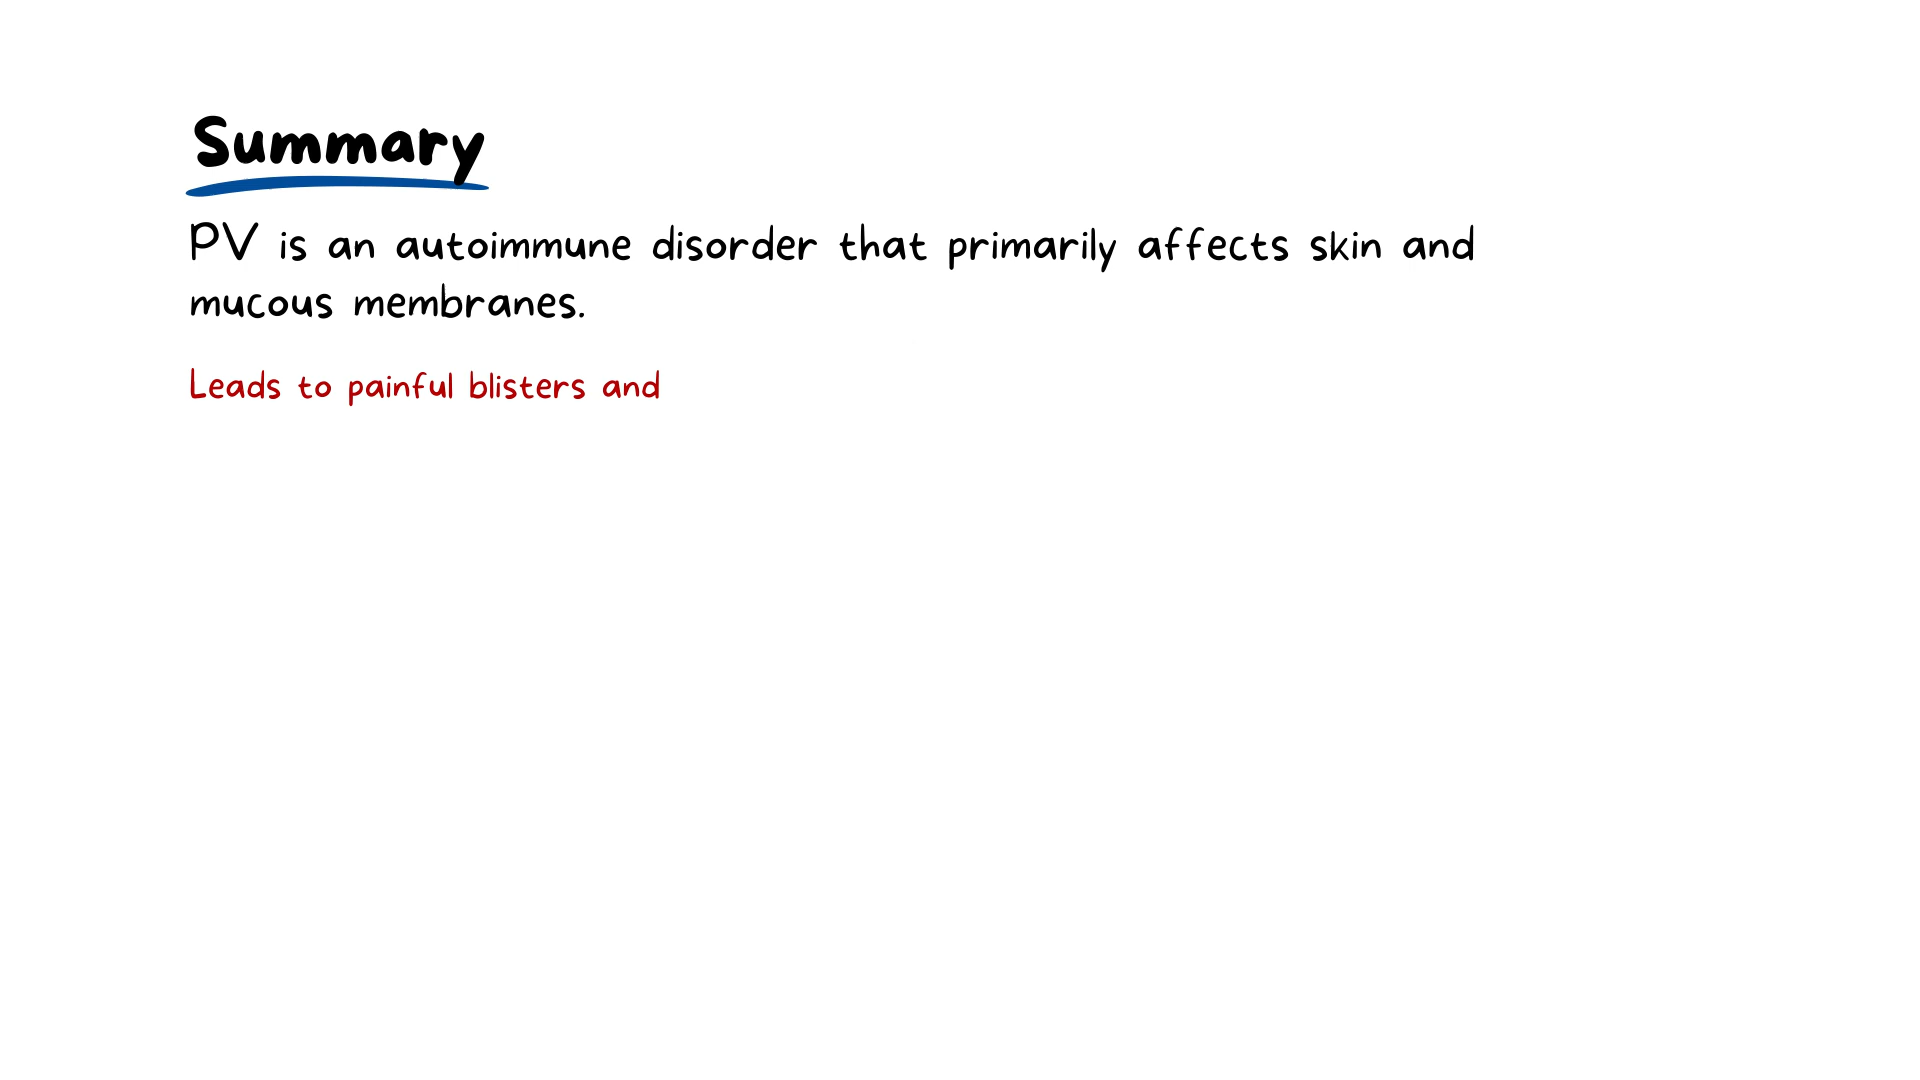 Summary
PV is an autoimmune disorder that primarily affects skin and
mucous membranes.
Leads to painful blisters and